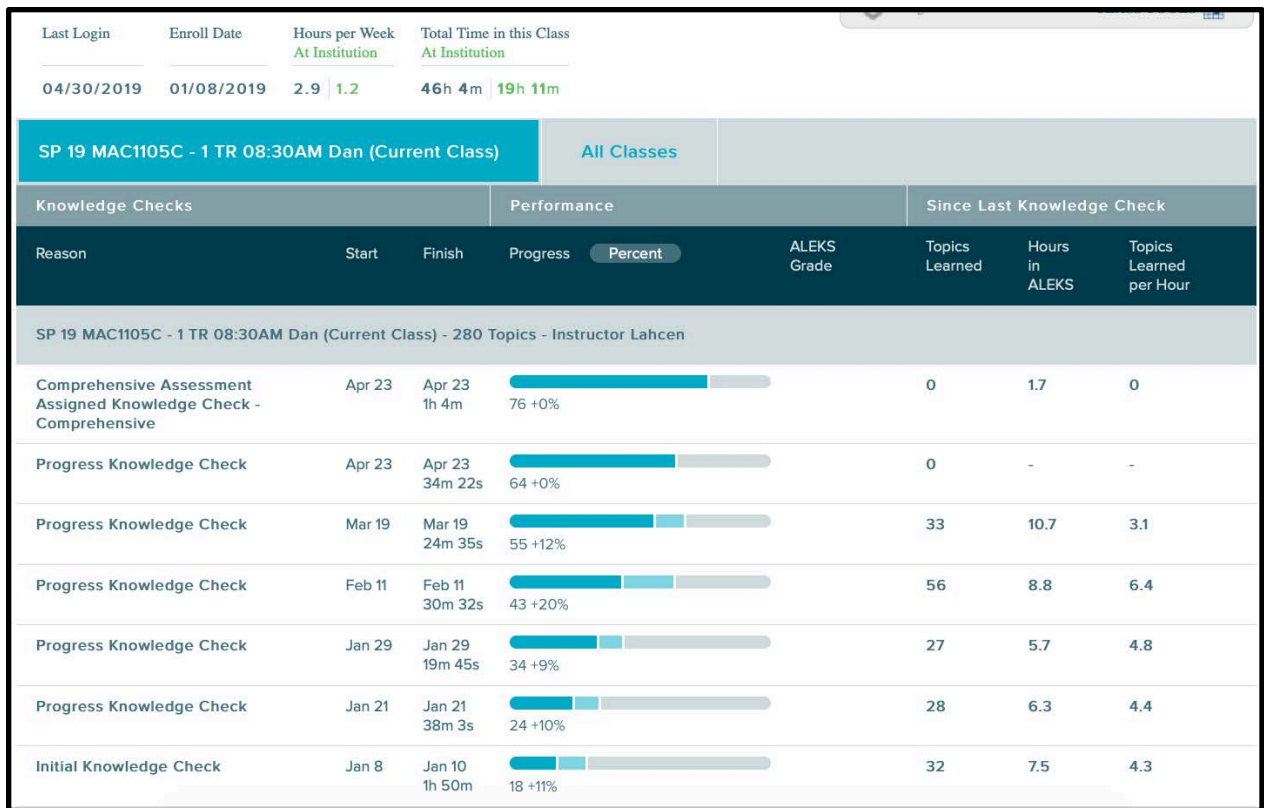 Last Login Enroll Date Hours per Week Total Time in this Class
At Institution At Institution
04/30/2019 01/08/2019 2.9 1.2 46h 4m 19h 11m
SP 19 MAC1105C - 1 TR 08:30AM Dan (Current Class) All Classes
Knowledge Checks Performance Since Last Knowledge Check
Reason Start Finish Progress Percent ALEKS Grade Topics Learned Hours in ALEKS Topics Learned per Hour
SP 19 MAC1105C - 1 TR 08:30AM Dan (Current Class) - 280 Topics - Instructor Lahcen
Comprehensive Assessment Apr 23 Apr 23 0 1.7 0
Assigned Knowledge Check - 1h 4m 76 +0%
Comprehensive
Progress Knowledge Check Apr 23 Apr 23 0 - -
34m 22s 64 +0%
Progress Knowledge Check Mar 19 Mar 19 33 10.7 3.1
24m 35s 55 +12%
Progress Knowledge Check Feb 11 Feb 11 56 8.8 6.4
30m 32s 43 +20%
Progress Knowledge Check Jan 29 Jan 29 27 5.7 4.8
19m 45s 34 +9%
Progress Knowledge Check Jan 21 Jan 21 28 6.3 4.4
38m 3s 24 +10%
Initial Knowledge Check Jan 8 Jan 10 32 7.5 4.3
1h 50m 18 +11%